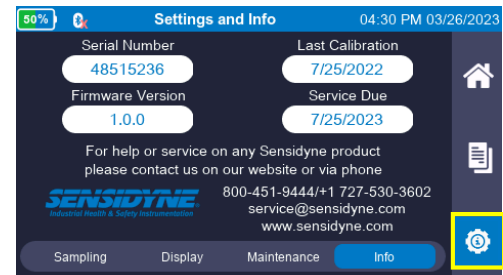 50% Settings and Info 04:30 PM 03/26/2023
Serial Number Last Calibration
48515236 7/25/2022
Firmware Version Service Due
1.0.0 7/25/2023
For help or service on any Sensidyne product
please contact us on our website or via phone
SENSIDYNE
Industrial Health & Safety Instrumentation
800-451-9444/+1 727-530-3602
service@sensidyne.com
www.sensidyne.com
Sampling Display Maintenance Info